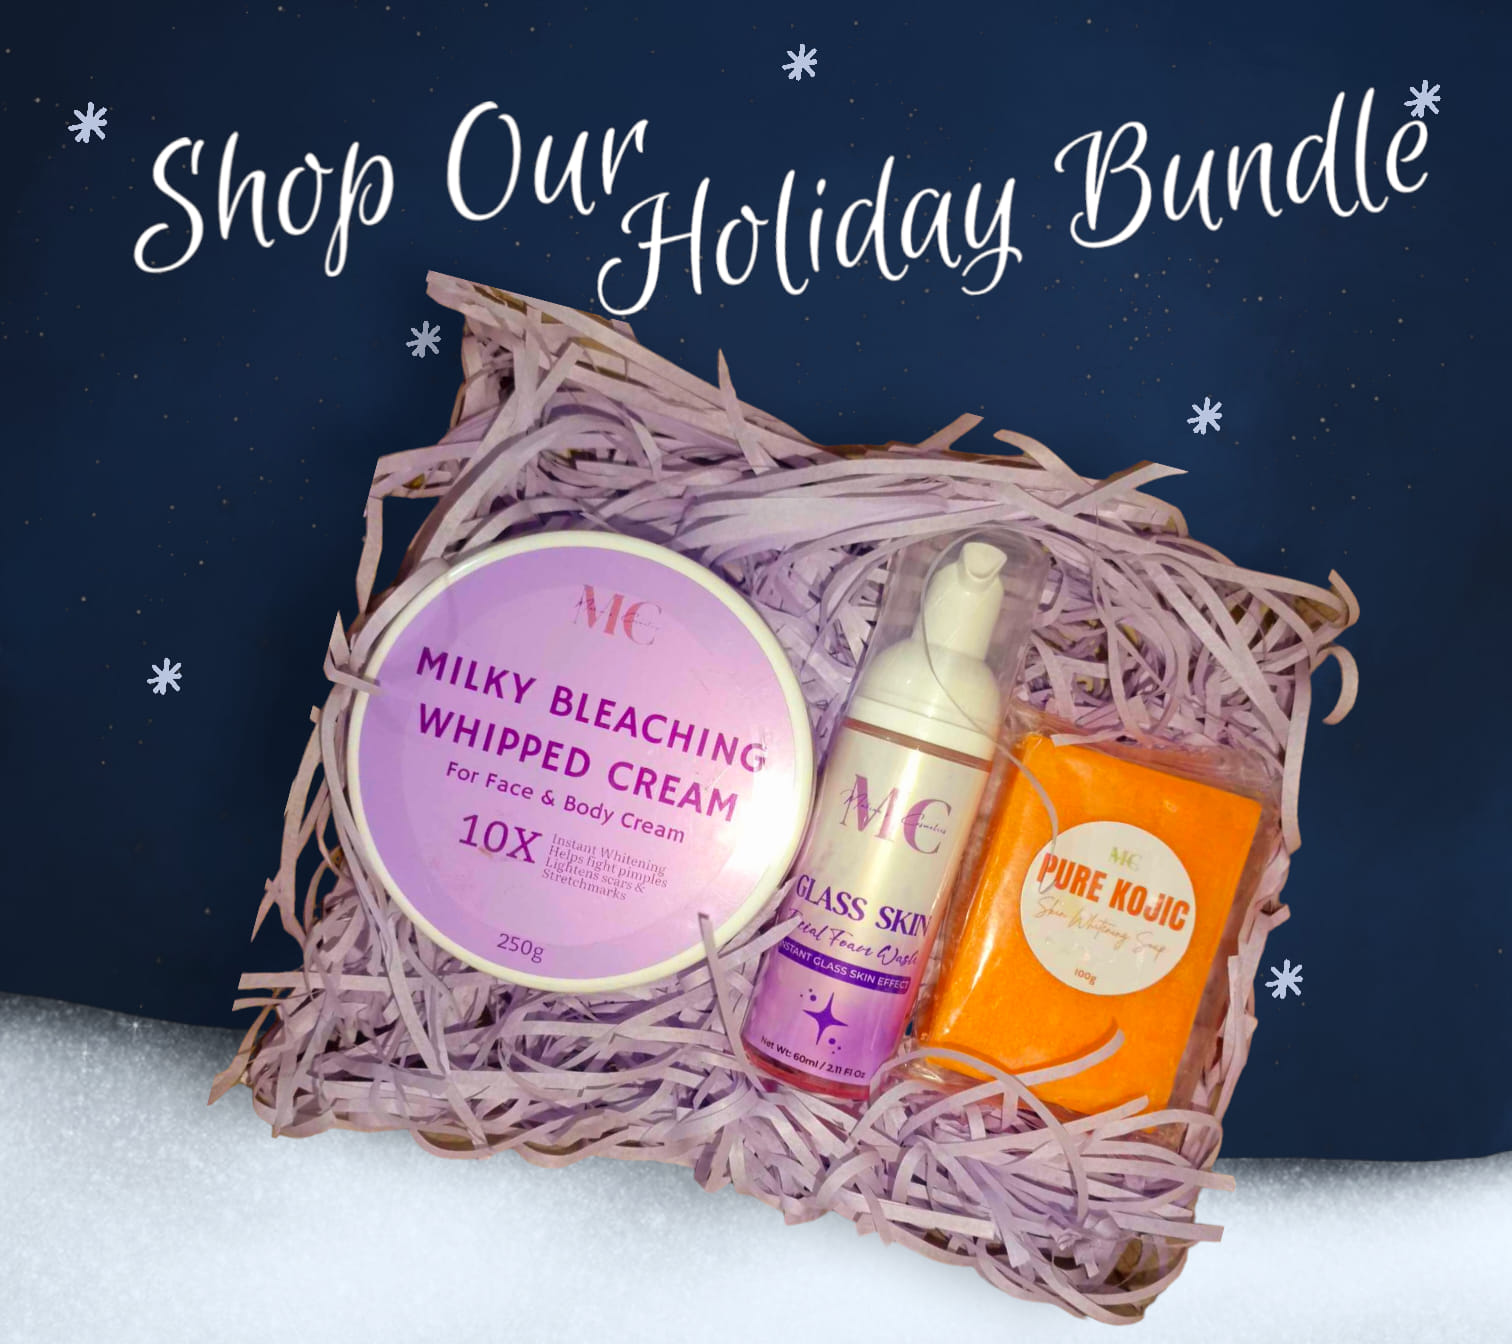 Shop Our
Holiday Bundle
MC
MILKY BLEACHING
WHIPPED CREAM
For Face & Body Cream
10X
Instant Whitening
Helps fight pimples
Lightens scars &
Stretchmarks
250g
MC
GLASS SKIN
Foam Wash
INSTANT GLASS SKIN EFFECT
Net Wt: 60ml / 2.11 Fl Oz
MC
PURE KOJIC
Skin Whitening Soap
100g